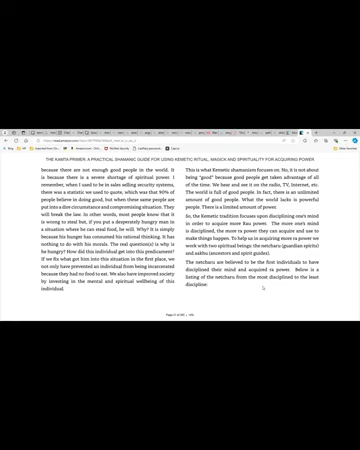 THE KAMTA PRIMER: A PRACTICAL SHAMANIC GUIDE FOR USING KEMETIC RITUAL, MAGICK AND SPIRITUALITY FOR ACQUIRING POWER
because there are not enough good people in the world. It
is because there is a severe shortage of spiritual power. I
remember, when I used to be in sales selling security systems,
there was a statistic we used to quote, which was that 90% of
people believe in doing good, but when these same people are
put into a dire circumstance and compromising situation. They
will break the law. In other words, most people know that it
is wrong to steal but, if you put a desperately hungry man in
a situation where he can steal food, he will. Why? It is simply
because his hunger has consumed his rational thinking. It has
nothing to do with his morals. The real question(s) is why is
he hungry? How did this individual get into this predicament?
If we fix what got him into this situation in the first place, we
not only have prevented an individual from being incarcerated
because they had no food to eat. We also have improved society
by investing in the mental and spiritual wellbeing of this
individual.
This is what Kemetic shamanism focuses on. No, it is not about
being "good" because good people get taken advantage of all
of the time. We hear and see it on the radio, TV, Internet, etc.
The world is full of good people. In fact, there is an unlimited
amount of good people. What the world lacks is powerful
people. There is a limited amount of power.
So, the Kemetic tradition focuses upon disciplining one's mind
in order to acquire more Rau power. The more one's mind
is disciplined, the more ra power they can acquire and use to
make things happen. To help us in acquiring more ra power we
work with two spiritual beings: the netcharu (guardian spirits)
and aakhu (ancestors and spirit guides).
The netcharu are believed to be the first individuals to have
disciplined their mind and acquired ra power. Below is a
listing of the netcharu from the most disciplined to the least
discipline: